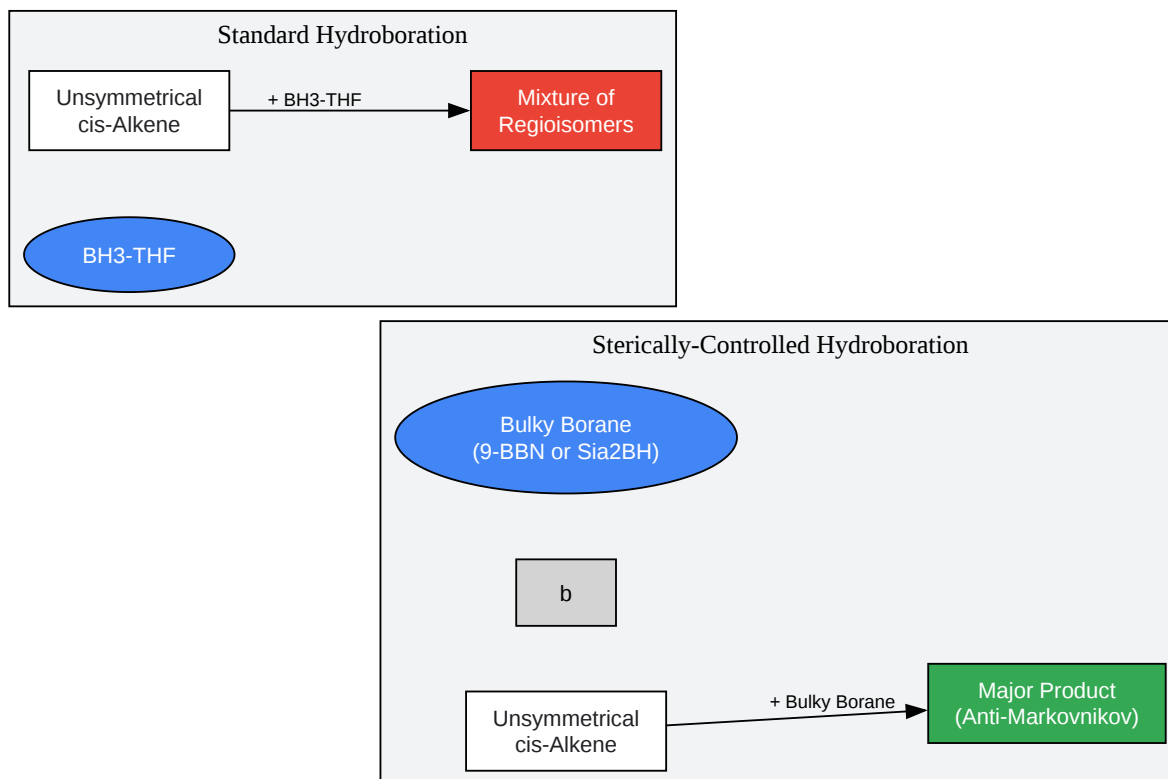 Standard Hydroboration
Unsymmetrical
cis-Alkene
+ BH3-THF
Mixture of
Regioisomers
BH3-THF
Sterically-Controlled Hydroboration
Bulky Borane
(9-BBN or Sia2BH)
b
Unsymmetrical
cis-Alkene
+ Bulky Borane
Major Product
(Anti-Markovnikov)